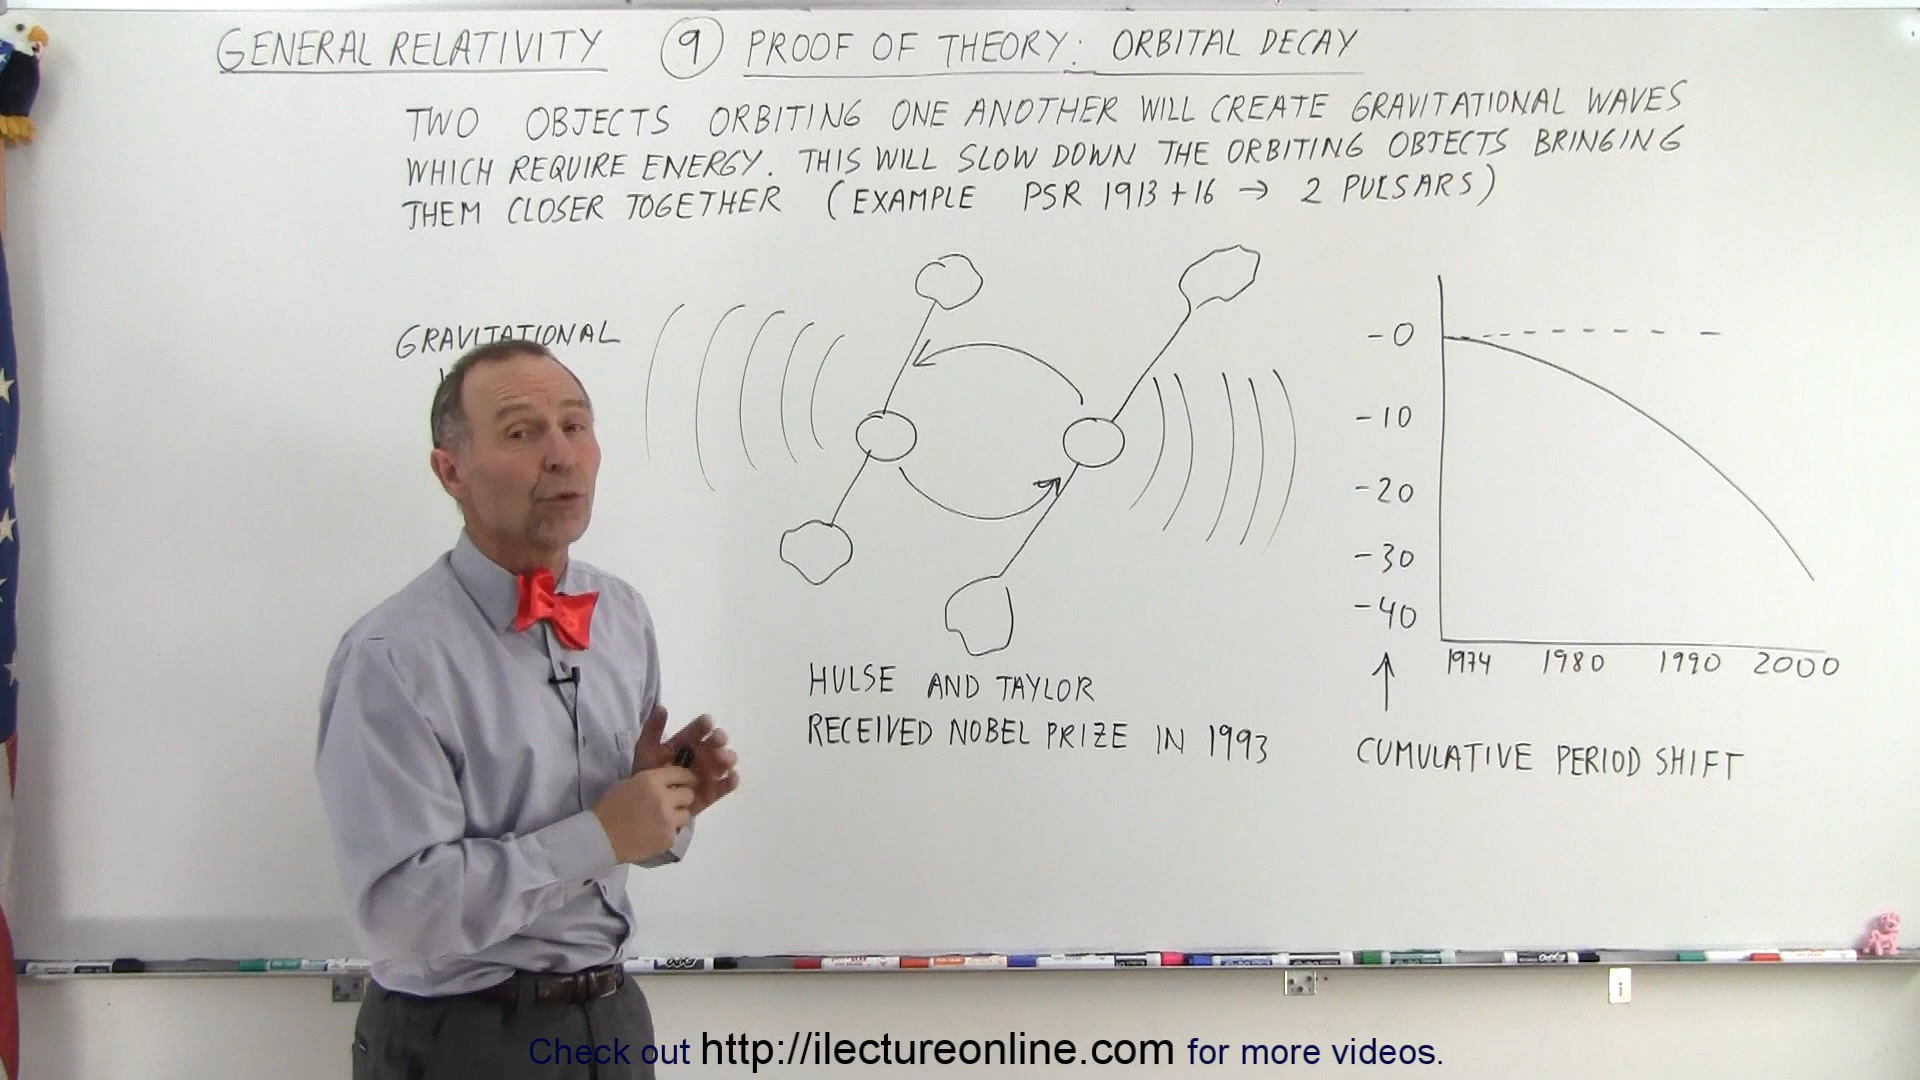 GENERAL RELATIVITY 9 PROOF OF THEORY: ORBITAL DECAY
TWO OBJECTS ORBITING ONE ANOTHER WILL CREATE GRAVITATIONAL WAVES
WHICH REQUIRE ENERGY. THIS WILL SLOW DOWN THE ORBITING OBJECTS BRINGING
THEM CLOSER TOGETHER (EXAMPLE PSR 1913+16 → 2 PULSARS)
GRAVITATIONAL
-0
-10
-20
-30
-40
1974 1980 1990 2000
HULSE AND TAYLOR
RECEIVED NOBEL PRIZE IN 1993
CUMULATIVE PERIOD SHIFT
Check out http://ilectureonline.com for more videos.